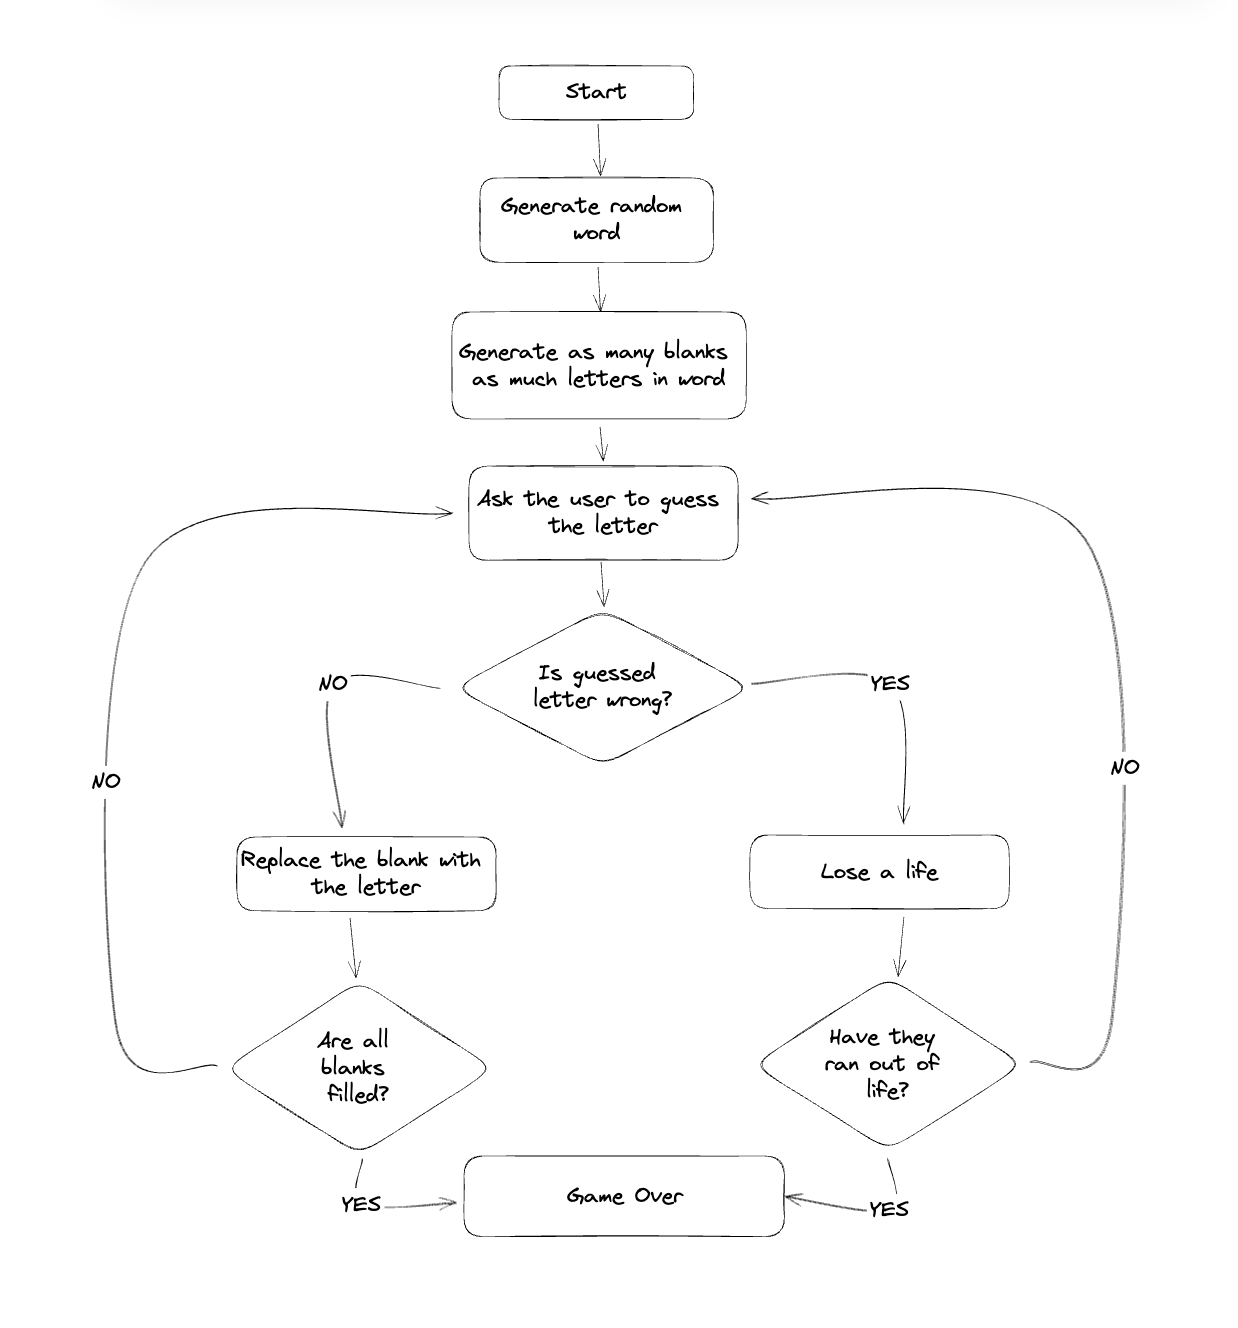 Start
Generate random
word
Generate as many blanks
as much letters in word
Ask the user to guess
the letter
Is guessed
letter wrong?
NO
YES
NO
NO
Replace the blank with
the letter
Lose a life
Are all
blanks
filled?
Have they
ran out of
life?
YES
Game Over
YES